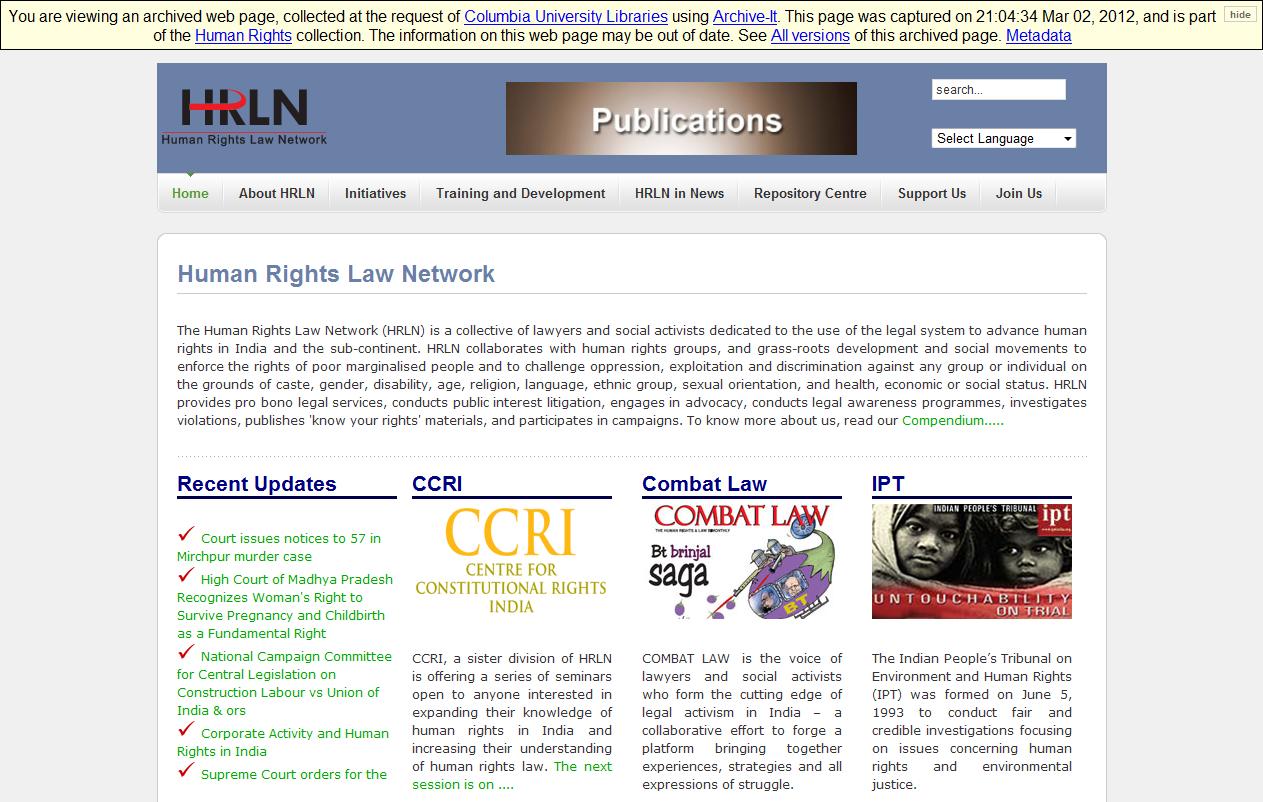 You are viewing an archived web page, collected at the request of Columbia University Libraries using Archive-It. This page was captured on 21:04:34 Mar 02, 2012, and is part
of the Human Rights collection. The information on this web page may be out of date. See All versions of this archived page. Metadata
hide
HRLN
Human Rights Law Network
Publications
search...
Select Language
Home
About HRLN
Initiatives
Training and Development
HRLN in News
Repository Centre
Support Us
Join Us
Human Rights Law Network
The Human Rights Law Network (HRLN) is a collective of lawyers and social activists dedicated to the use of the legal system to advance human
rights in India and the sub-continent. HRLN collaborates with human rights groups, and grass-roots development and social movements to
enforce the rights of poor marginalised people and to challenge oppression, exploitation and discrimination against any group or individual on
the grounds of caste, gender, disability, age, religion, language, ethnic group, sexual orientation, and health, economic or social status. HRLN
provides pro bono legal services, conducts public interest litigation, engages in advocacy, conducts legal awareness programmes, investigates
violations, publishes 'know your rights' materials, and participates in campaigns. To know more about us, read our Compendium.....
Recent Updates
Court issues notices to 57 in
Mirchpur murder case
High Court of Madhya Pradesh
Recognizes Woman's Right to
Survive Pregnancy and Childbirth
as a Fundamental Right
National Campaign Committee
for Central Legislation on
Construction Labour vs Union of
India & ors
Corporate Activity and Human
Rights in India
Supreme Court orders for the
CCRI
CCRI
CENTRE FOR
CONSTITUTIONAL RIGHTS
INDIA
CCRI, a sister division of HRLN
is offering a series of seminars
open to anyone interested in
expanding their knowledge of
human rights in India and
increasing their understanding
of human rights law. The next
session is on ....
Combat Law
COMBAT LAW
THE HUMAN RIGHTS & LAW BIMONTHLY
Bt brinjal
saga
BT
COMBAT LAW is the voice of
lawyers and social activists
who form the cutting edge of
legal activism in India – a
collaborative effort to forge a
platform bringing together
experiences, strategies and all
expressions of struggle.
IPT
INDIAN PEOPLE'S TRIBUNAL
ipt
UNTOUCHABILITY
ON TRIAL
The Indian People’s Tribunal on
Environment and Human Rights
(IPT) was formed on June 5,
1993 to conduct fair and
credible investigations focusing
on issues concerning human
rights and environmental
justice.